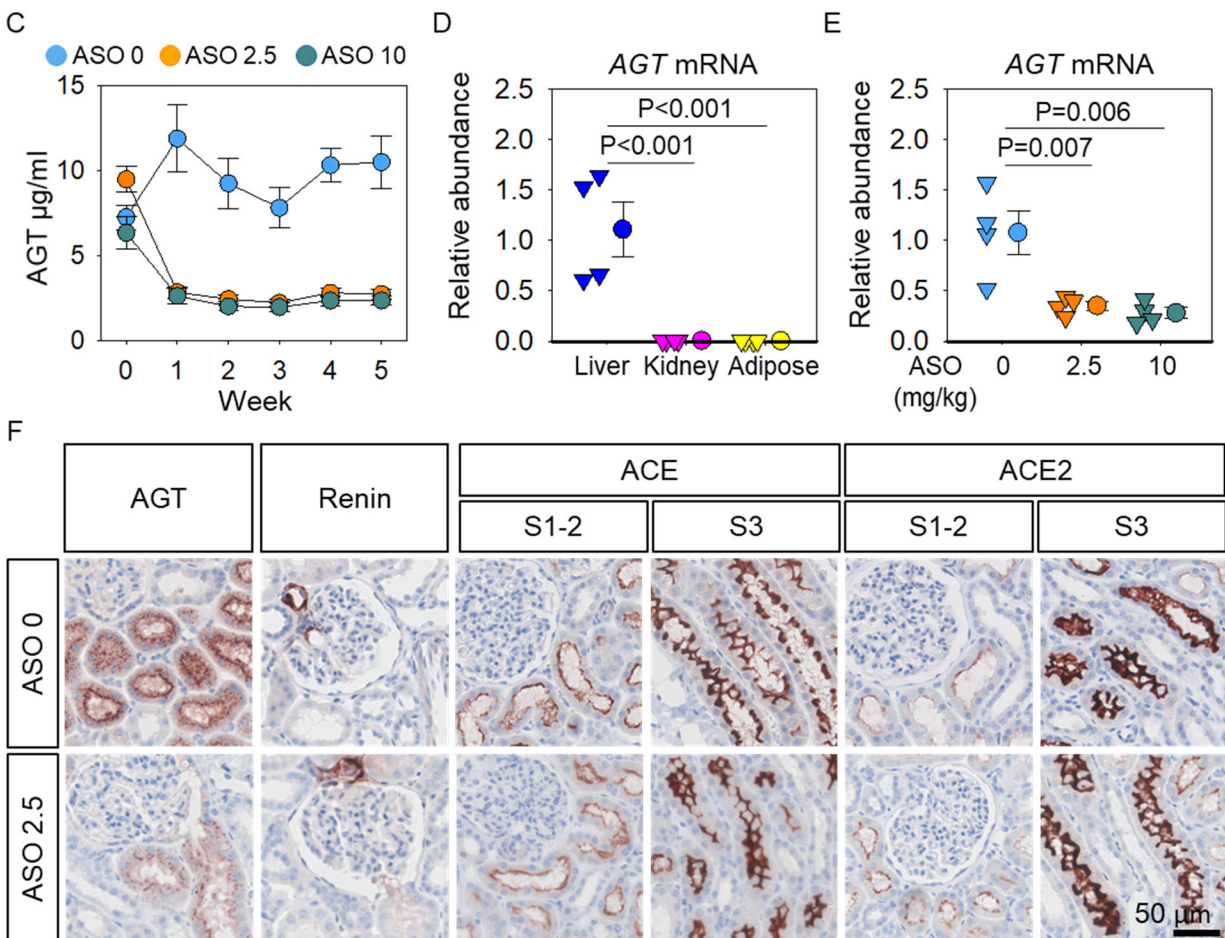 C
ASO 0 ASO 2.5 ASO 10
15
10
5
0
AGT µg/ml
0 1 2 3 4 5
Week
D
AGT mRNA
2.5
2.0
1.5
1.0
0.5
0.0
Relative abundance
P<0.001
P<0.001
Liver Kidney Adipose
E
AGT mRNA
2.5
2.0
1.5
1.0
0.5
0.0
Relative abundance
P=0.006
P=0.007
ASO 0 2.5 10
(mg/kg)
F
AGT Renin ACE ACE2
S1-2 S3 S1-2 S3
ASO 0
ASO 2.5
50 µm